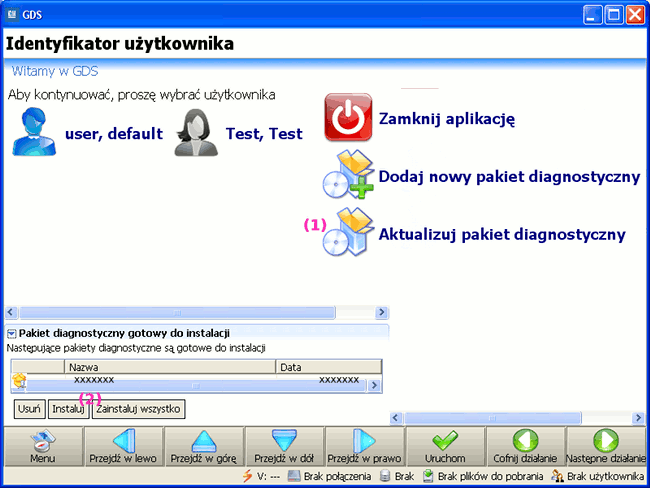 GDS
Identyfikator użytkownika
Witamy w GDS
Aby kontynuować, proszę wybrać użytkownika
user, default
Test, Test
Zamknij aplikację
Dodaj nowy pakiet diagnostyczny
(1)
Aktualizuj pakiet diagnostyczny
Pakiet diagnostyczny gotowy do instalacji
Następujące pakiety diagnostyczne są gotowe do instalacji
Nazwa Data
xxxxxxx xxxxxxx
(2)
Usuń Instaluj Zainstaluj wszystko
Menu Przejdź w lewo Przejdź w górę Przejdź w dół Przejdź w prawo Uruchom Cofnij działanie Następne działanie
V: --- Brak połączenia Brak Brak plików do pobrania Brak użytkownika